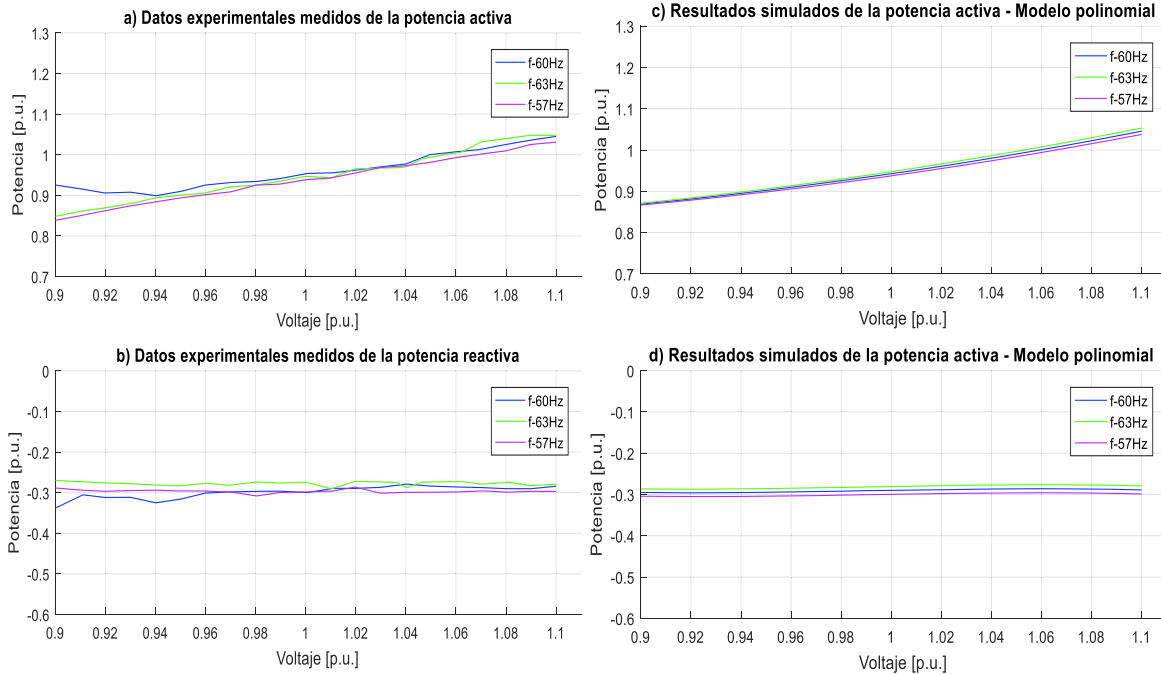 a) Datos experimentales medidos de la potencia activa
1.3
1.2
1.1
1
0.9
0.8
0.7
Potencia [p.u.]
0.9 0.92 0.94 0.96 0.98 1 1.02 1.04 1.06 1.08 1.1
Voltaje [p.u.]
f-60Hz
f-63Hz
f-57Hz
c) Resultados simulados de la potencia activa - Modelo polinomial
1.3
1.2
1.1
1
0.9
0.8
0.7
Potencia [p.u.]
0.9 0.92 0.94 0.96 0.98 1 1.02 1.04 1.06 1.08 1.1
Voltaje [p.u.]
f-60Hz
f-63Hz
f-57Hz
b) Datos experimentales medidos de la potencia reactiva
0
-0.1
-0.2
-0.3
-0.4
-0.5
-0.6
Potencia [p.u.]
0.9 0.92 0.94 0.96 0.98 1 1.02 1.04 1.06 1.08 1.1
Voltaje [p.u.]
f-60Hz
f-63Hz
f-57Hz
d) Resultados simulados de la potencia activa - Modelo polinomial
0
-0.1
-0.2
-0.3
-0.4
-0.5
-0.6
Potencia [p.u.]
0.9 0.92 0.94 0.96 0.98 1 1.02 1.04 1.06 1.08 1.1
Voltaje [p.u.]
f-60Hz
f-63Hz
f-57Hz